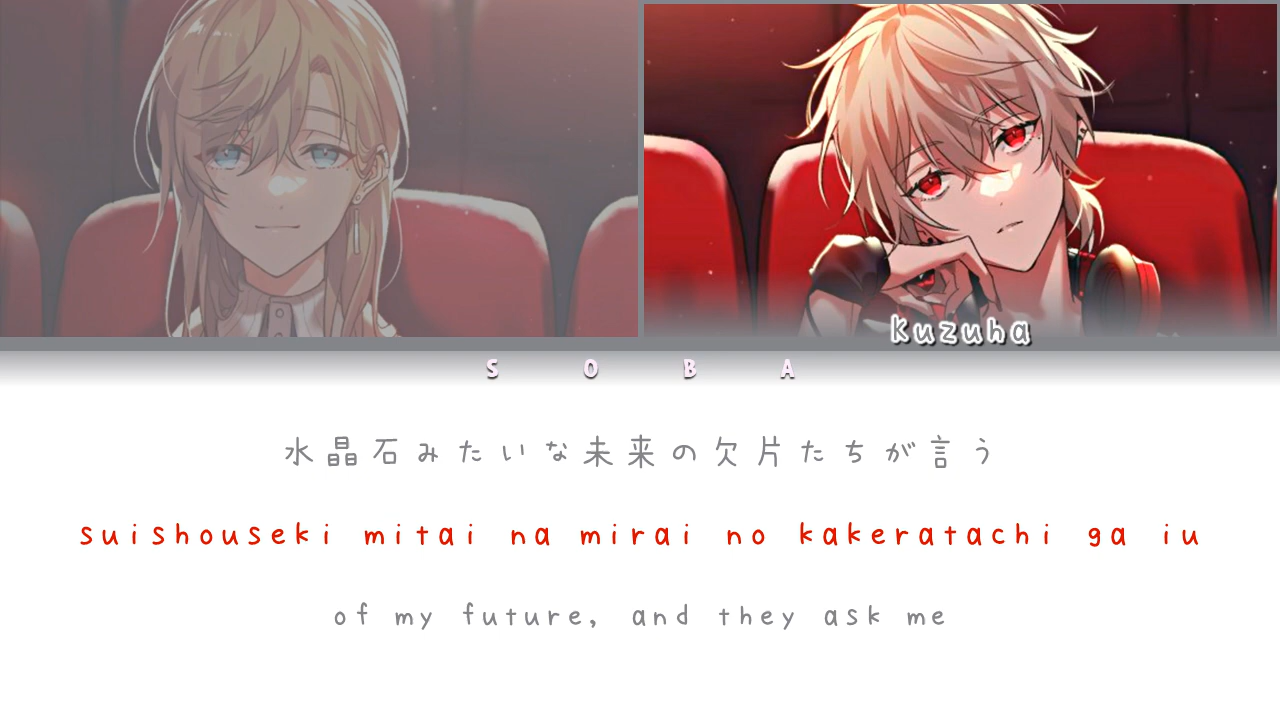 Kuzuha
SOBA
水晶石みたいな未来の欠片たちが言う
suishouseki mitai na mirai no kakeratachi ga iu
of my future, and they ask me